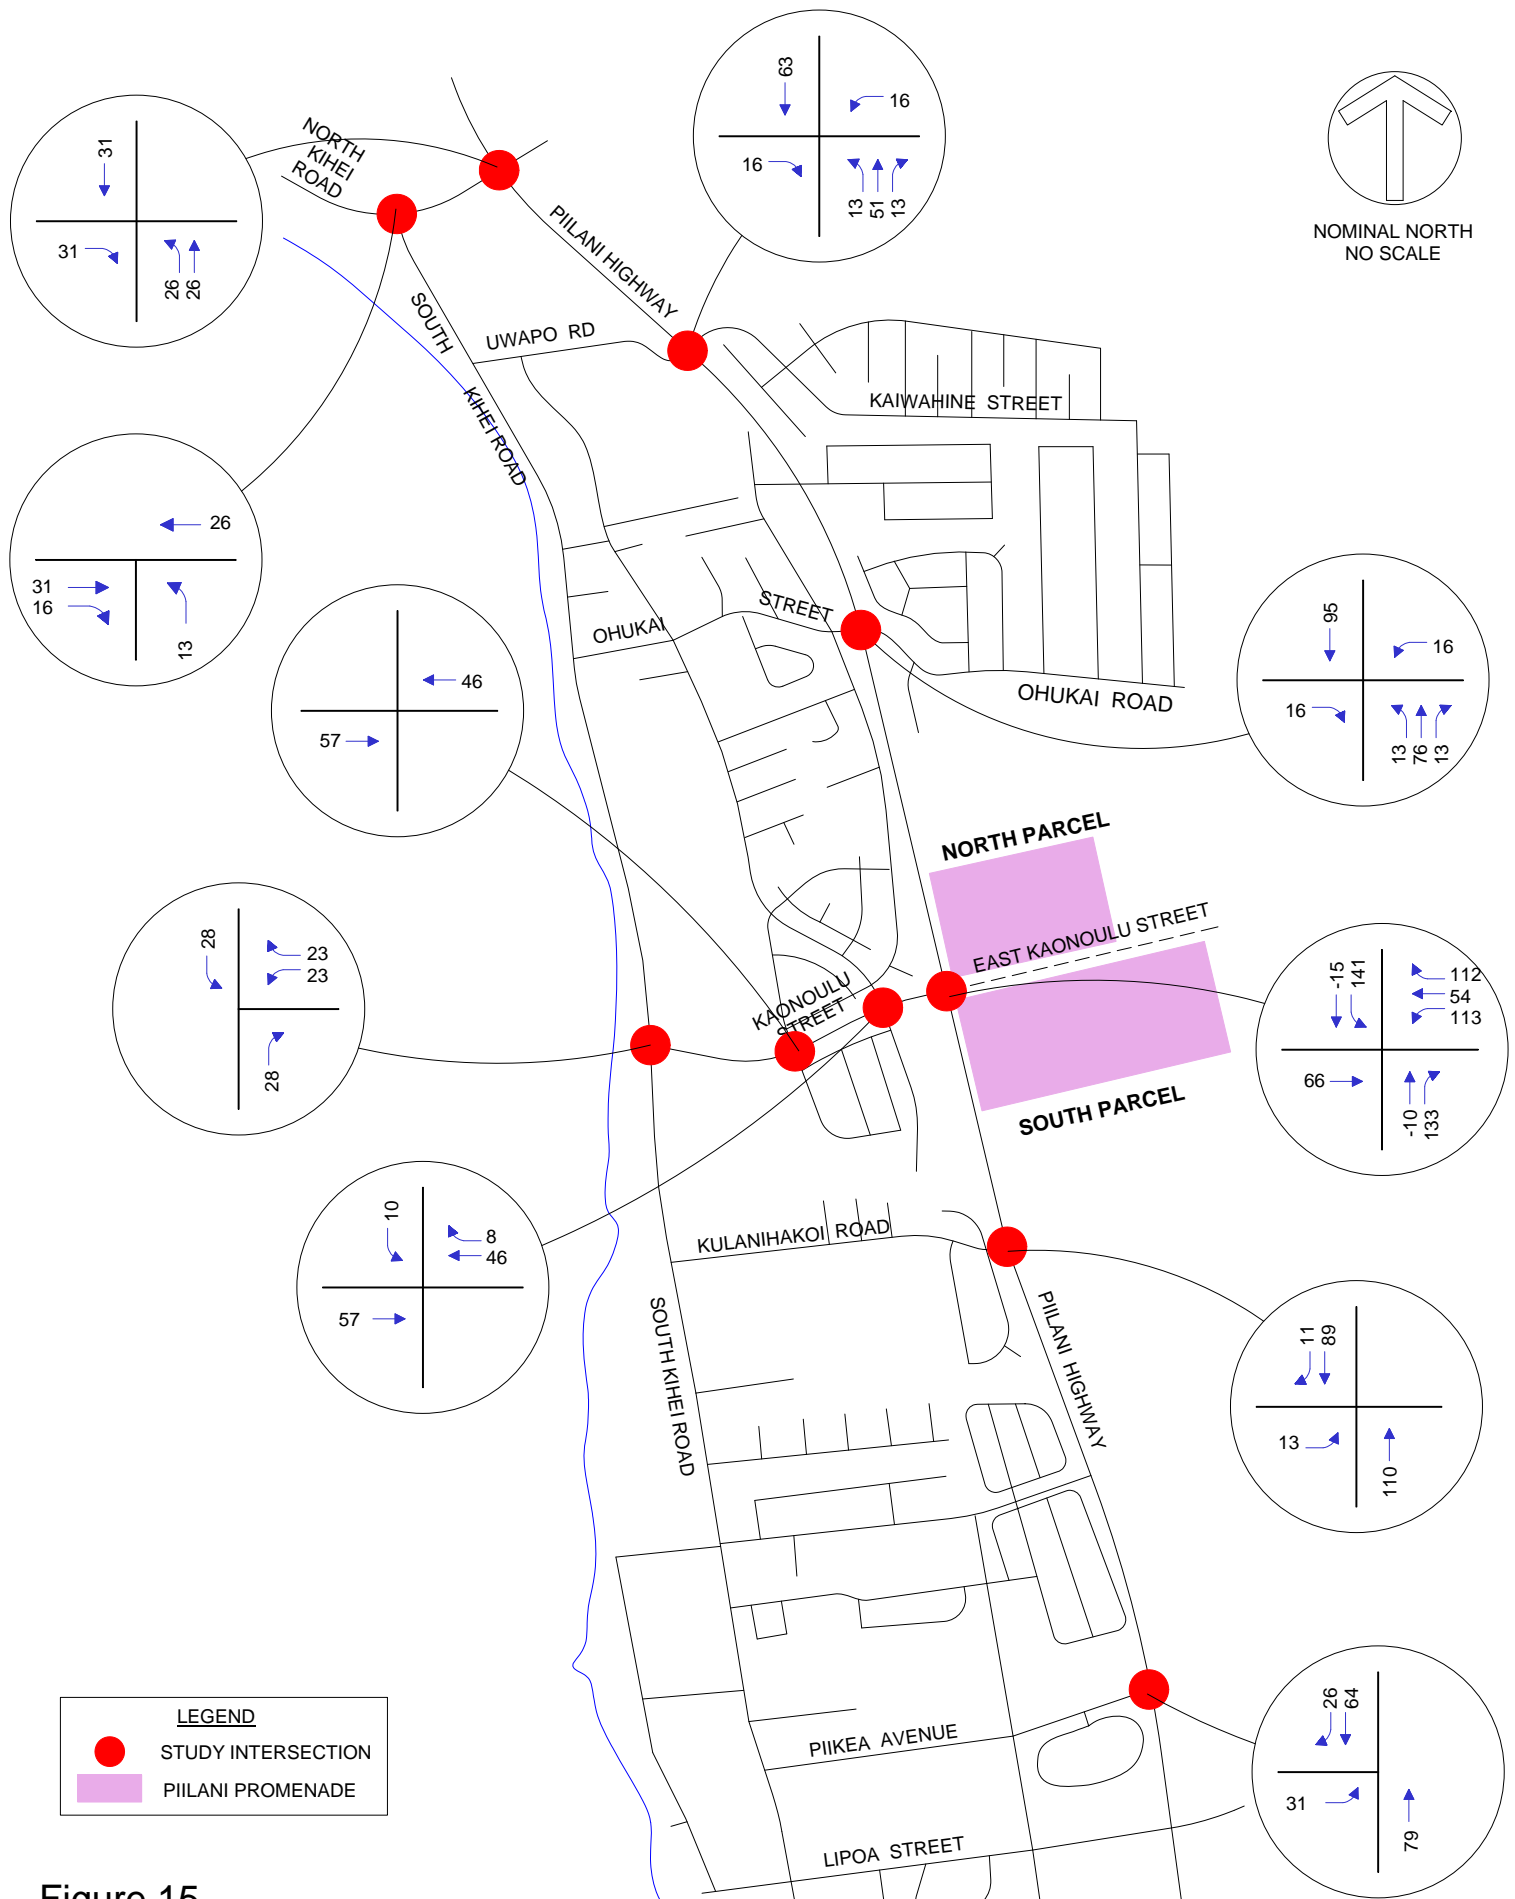 63
16
16
13
51
13
31
31
26
26
NORTH
KIHEI
ROAD
PIILANI HIGHWAY
NOMINAL NORTH
NO SCALE
SOUTH
KIHEI ROAD
UWAPO RD
KAIWAHINE STREET
26
31
16
13
46
57
OHUKAI
STREET
OHUKAI ROAD
95
16
16
13
76
13
NORTH PARCEL
EAST KAONOULU STREET
SOUTH PARCEL
28
23
23
28
KAONOULU
STREET
-15
141
112
54
113
66
-10
133
10
8
46
57
KULANIHAKOI ROAD
SOUTH KIHEI ROAD
PIILANI HIGHWAY
11
89
13
110
26
64
31
79
PIIKEA AVENUE
LIPOA STREET
LEGEND
STUDY INTERSECTION
PIILANI PROMENADE
Figure 15